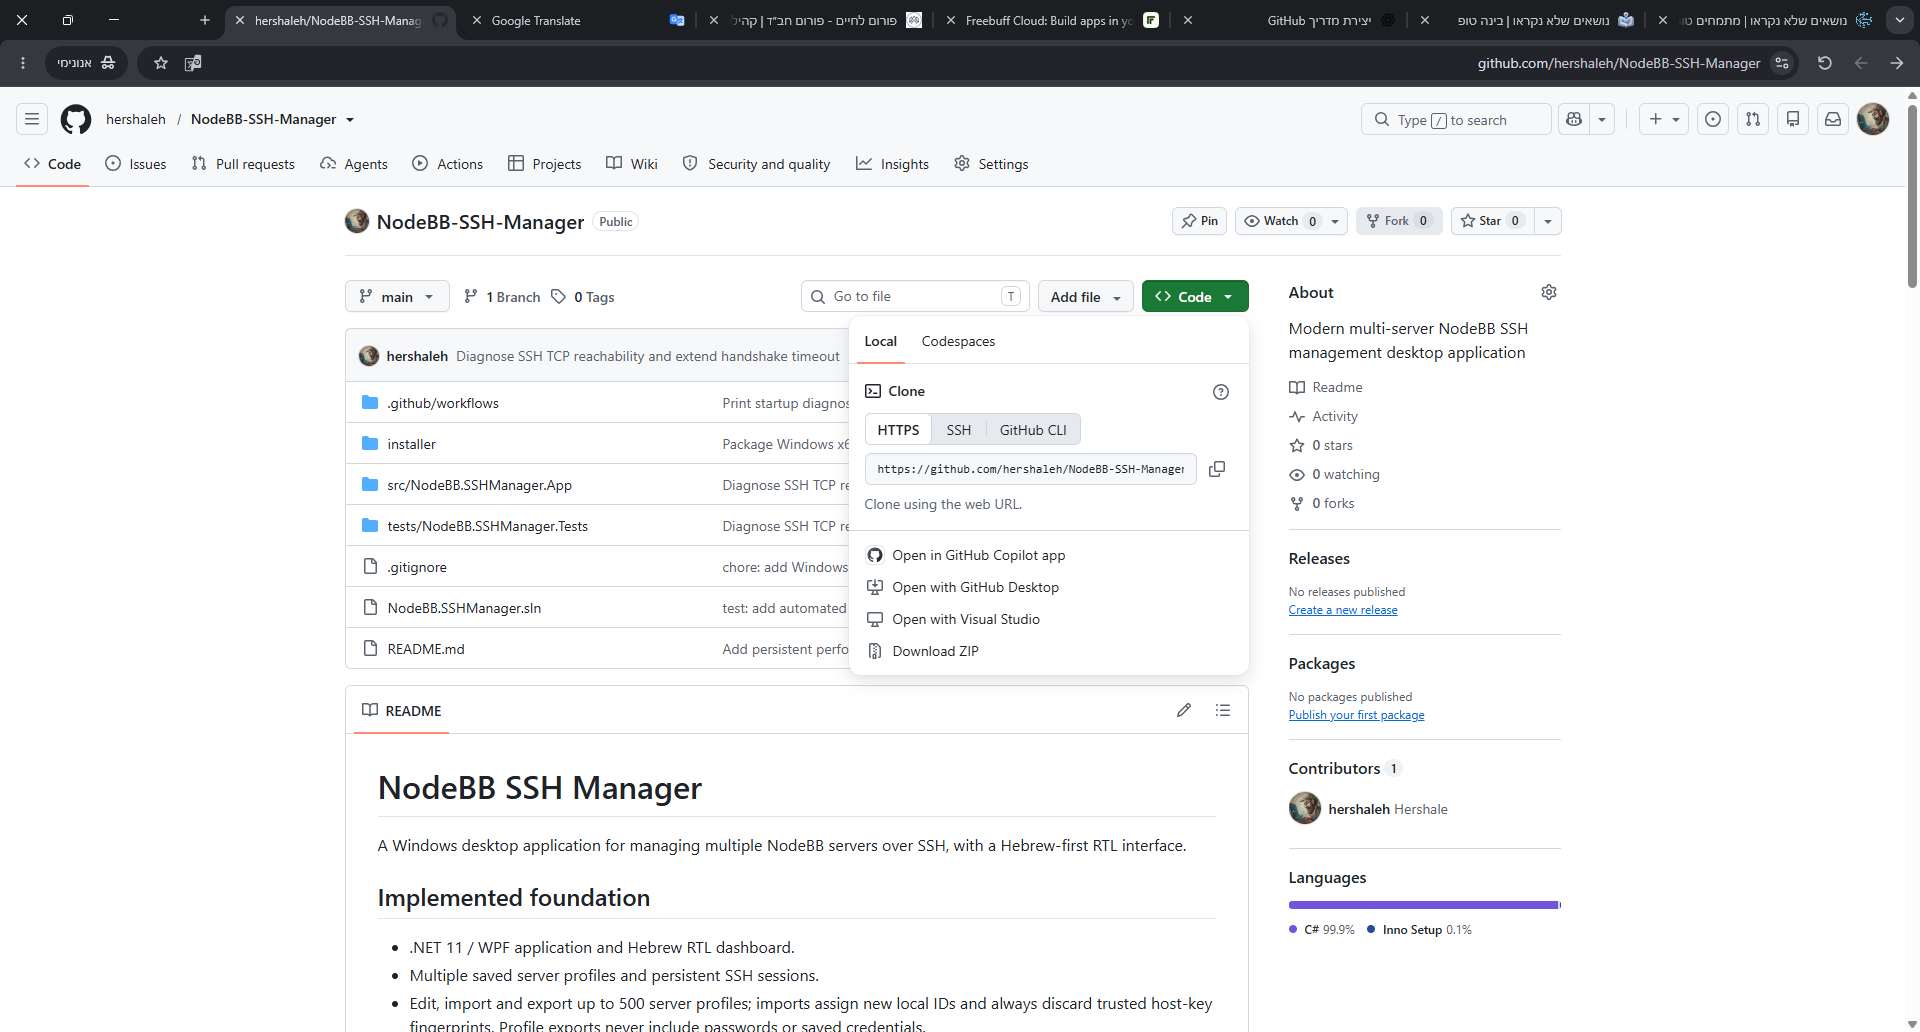 hershaleh/NodeBB-SSH-Manag
Google Translate
פורום לחיים - פורום חב״ד | קהיל
Freebuff Cloud: Build apps in yo
יצירת מדריך GitHub
נושאים שלא נקראו | בינה טופ
נושאים שלא נקראו | מתמחים טופ
אנונימי
github.com/hershaleh/NodeBB-SSH-Manager
hershaleh / NodeBB-SSH-Manager
Type / to search
Code
Issues
Pull requests
Agents
Actions
Projects
Wiki
Security and quality
Insights
Settings
NodeBB-SSH-Manager Public
Pin
Watch 0
Fork 0
Star 0
main
1 Branch
0 Tags
Go to file T
Add file
Code
hershaleh Diagnose SSH TCP reachability and extend handshake timeout
.github/workflows Print startup diagnos
installer Package Windows x6
src/NodeBB.SSHManager.App Diagnose SSH TCP re
tests/NodeBB.SSHManager.Tests Diagnose SSH TCP re
.gitignore chore: add Windows
NodeBB.SSHManager.sln test: add automated
README.md Add persistent perfo
Local Codespaces
Clone
HTTPS SSH GitHub CLI
https://github.com/hershaleh/NodeBB-SSH-Manager
Clone using the web URL.
Open in GitHub Copilot app
Open with GitHub Desktop
Open with Visual Studio
Download ZIP
README
NodeBB SSH Manager
A Windows desktop application for managing multiple NodeBB servers over SSH, with a Hebrew-first RTL interface.
Implemented foundation
.NET 11 / WPF application and Hebrew RTL dashboard.
Multiple saved server profiles and persistent SSH sessions.
Edit, import and export up to 500 server profiles; imports assign new local IDs and always discard trusted host-key
fingerprints. Profile exports never include passwords or saved credentials.
About
Modern multi-server NodeBB SSH
management desktop application
Readme
Activity
0 stars
0 watching
0 forks
Releases
No releases published
Create a new release
Packages
No packages published
Publish your first package
Contributors 1
hershaleh Hershale
Languages
C# 99.9% Inno Setup 0.1%